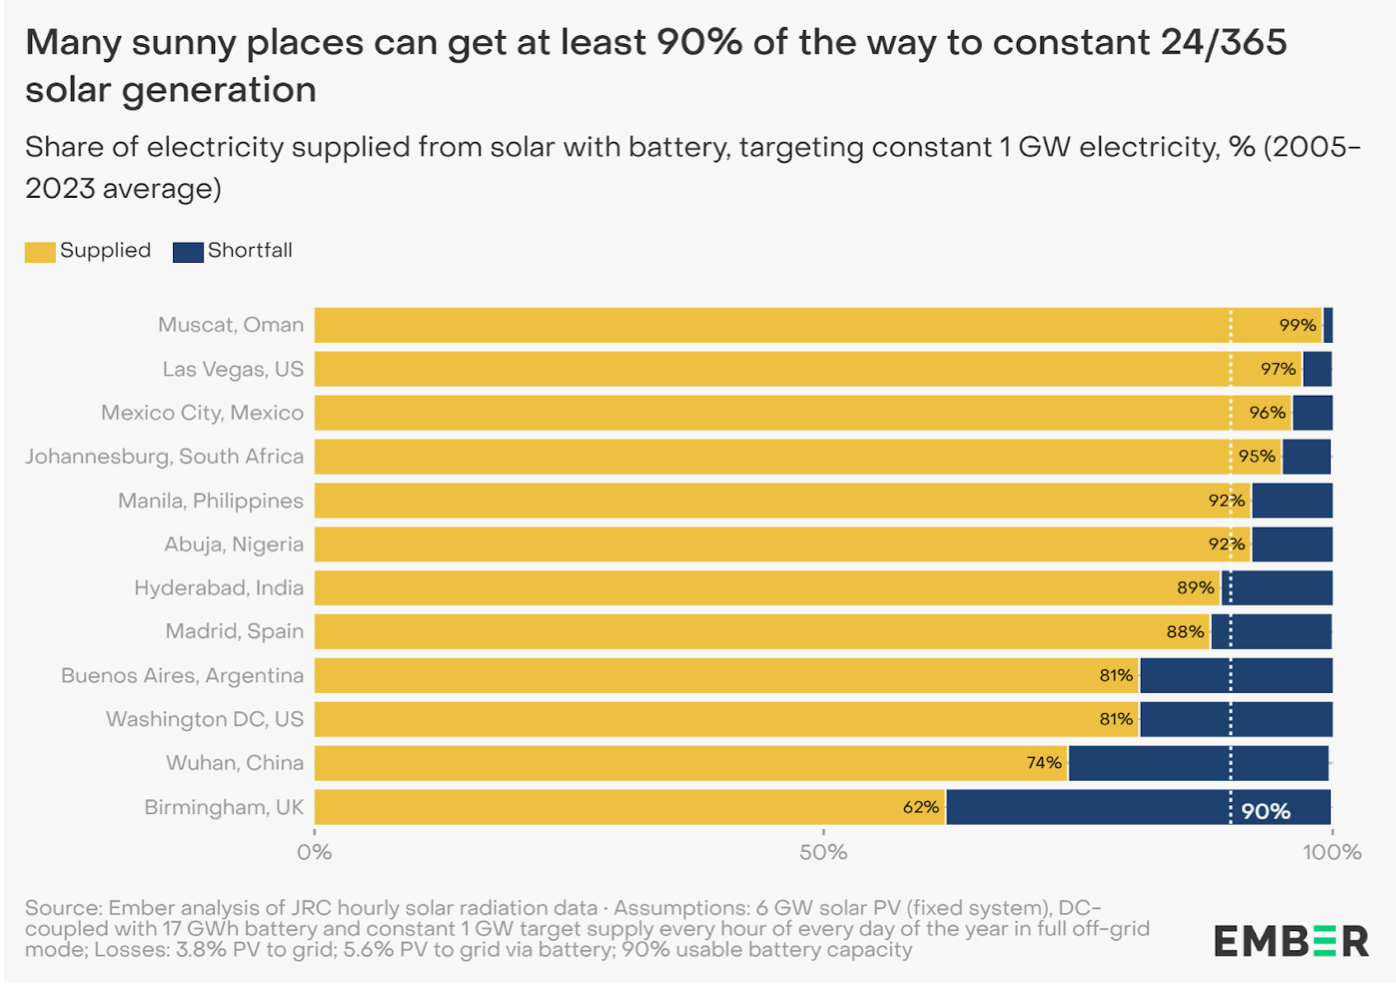 Many sunny places can get at least 90% of the way to constant 24/365
solar generation
Share of electricity supplied from solar with battery, targeting constant 1 GW electricity, % (2005–
2023 average)
Supplied Shortfall
Muscat, Oman 99%
Las Vegas, US 97%
Mexico City, Mexico 96%
Johannesburg, South Africa 95%
Manila, Philippines 92%
Abuja, Nigeria 92%
Hyderabad, India 89%
Madrid, Spain 88%
Buenos Aires, Argentina 81%
Washington DC, US 81%
Wuhan, China 74%
Birmingham, UK 62% 90%
0% 50% 100%
Source: Ember analysis of JRC hourly solar radiation data · Assumptions: 6 GW solar PV (fixed system), DC-
coupled with 17 GWh battery and constant 1 GW target supply every hour of every day of the year in full off-grid
mode; Losses: 3.8% PV to grid; 5.6% PV to grid via battery; 90% usable battery capacity
EMBER